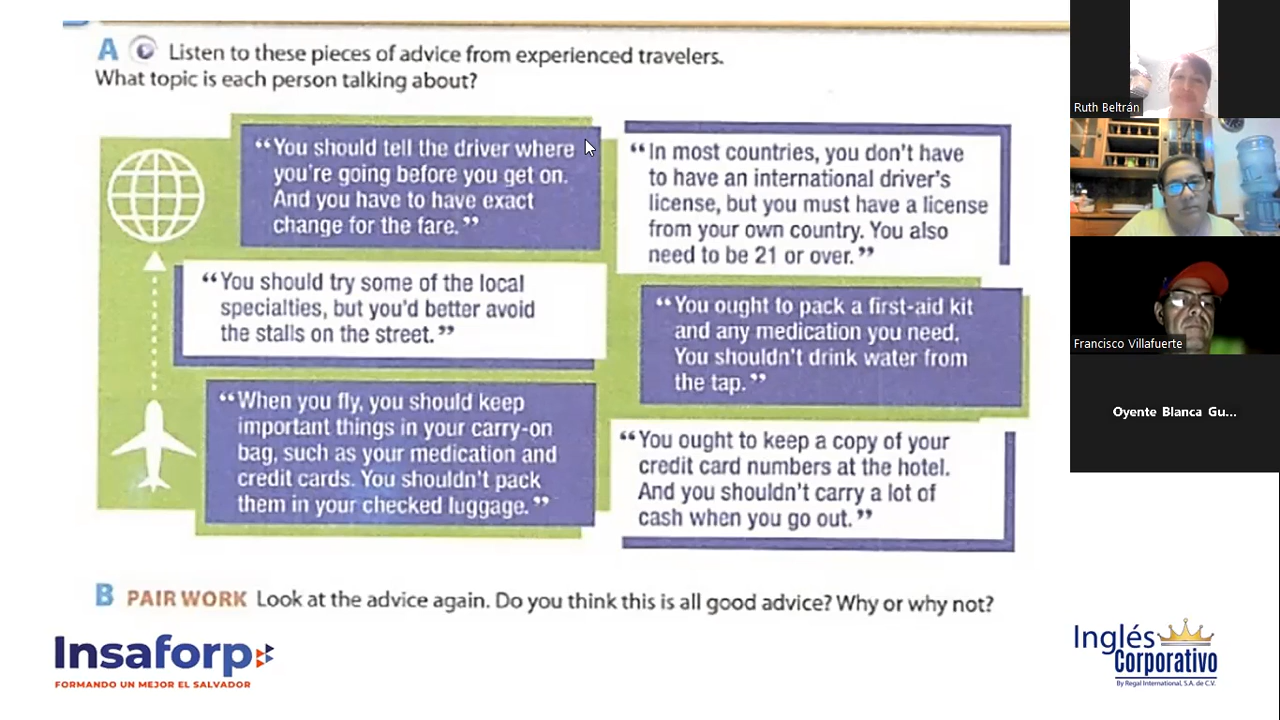 A Listen to these pieces of advice from experienced travelers.
What topic is each person talking about?
“You should tell the driver where
you're going before you get on.
And you have to have exact
change for the fare.”
“You should try some of the local
specialties, but you'd better avoid
the stalls on the street.”
“When you fly, you should keep
important things in your carry-on
bag, such as your medication and
credit cards. You shouldn't pack
them in your checked luggage.”
“In most countries, you don't have
to have an international driver's
license, but you must have a license
from your own country. You also
need to be 21 or over.”
“You ought to pack a first-aid kit
and any medication you need.
You shouldn't drink water from
the tap.”
“You ought to keep a copy of your
credit card numbers at the hotel.
And you shouldn't carry a lot of
cash when you go out.”
B PAIR WORK Look at the advice again. Do you think this is all good advice? Why or why not?
Insaforp
FORMANDO UN MEJOR EL SALVADOR
Inglés
Corporativo
By Regal International, S.A. de C.V.
Ruth Beltrán
Francisco Villafuerte
Oyente Blanca Gu...